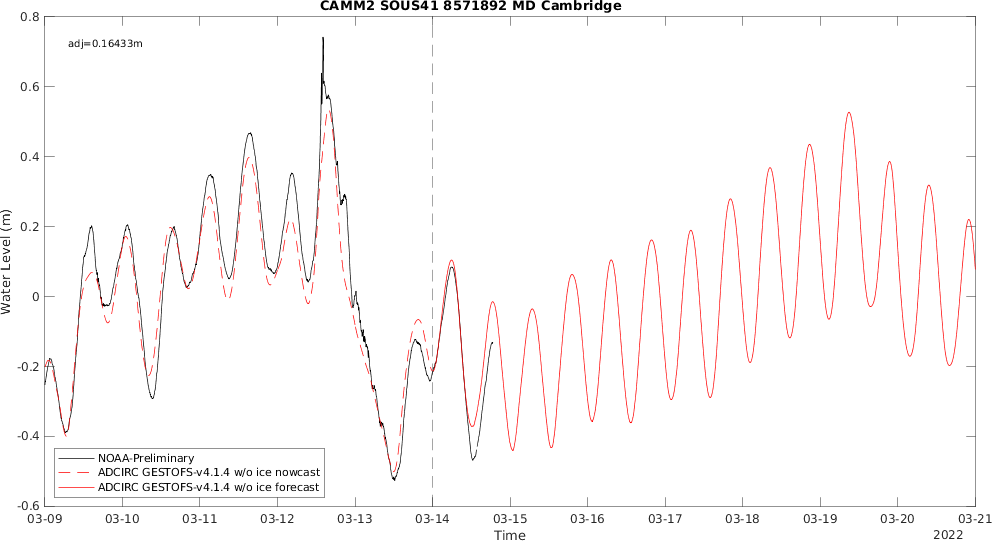 CAMM2 SOUS41 8571892 MD Cambridge
adj=0.16433m
0.8
0.6
0.4
0.2
0
-0.2
-0.4
-0.6
Water Level (m)
NOAA-Preliminary
ADCIRC GESTOFS-v4.1.4 w/o ice nowcast
ADCIRC GESTOFS-v4.1.4 w/o ice forecast
03-09 03-10 03-11 03-12 03-13 03-14 03-15 03-16 03-17 03-18 03-19 03-20 03-21
Time
2022